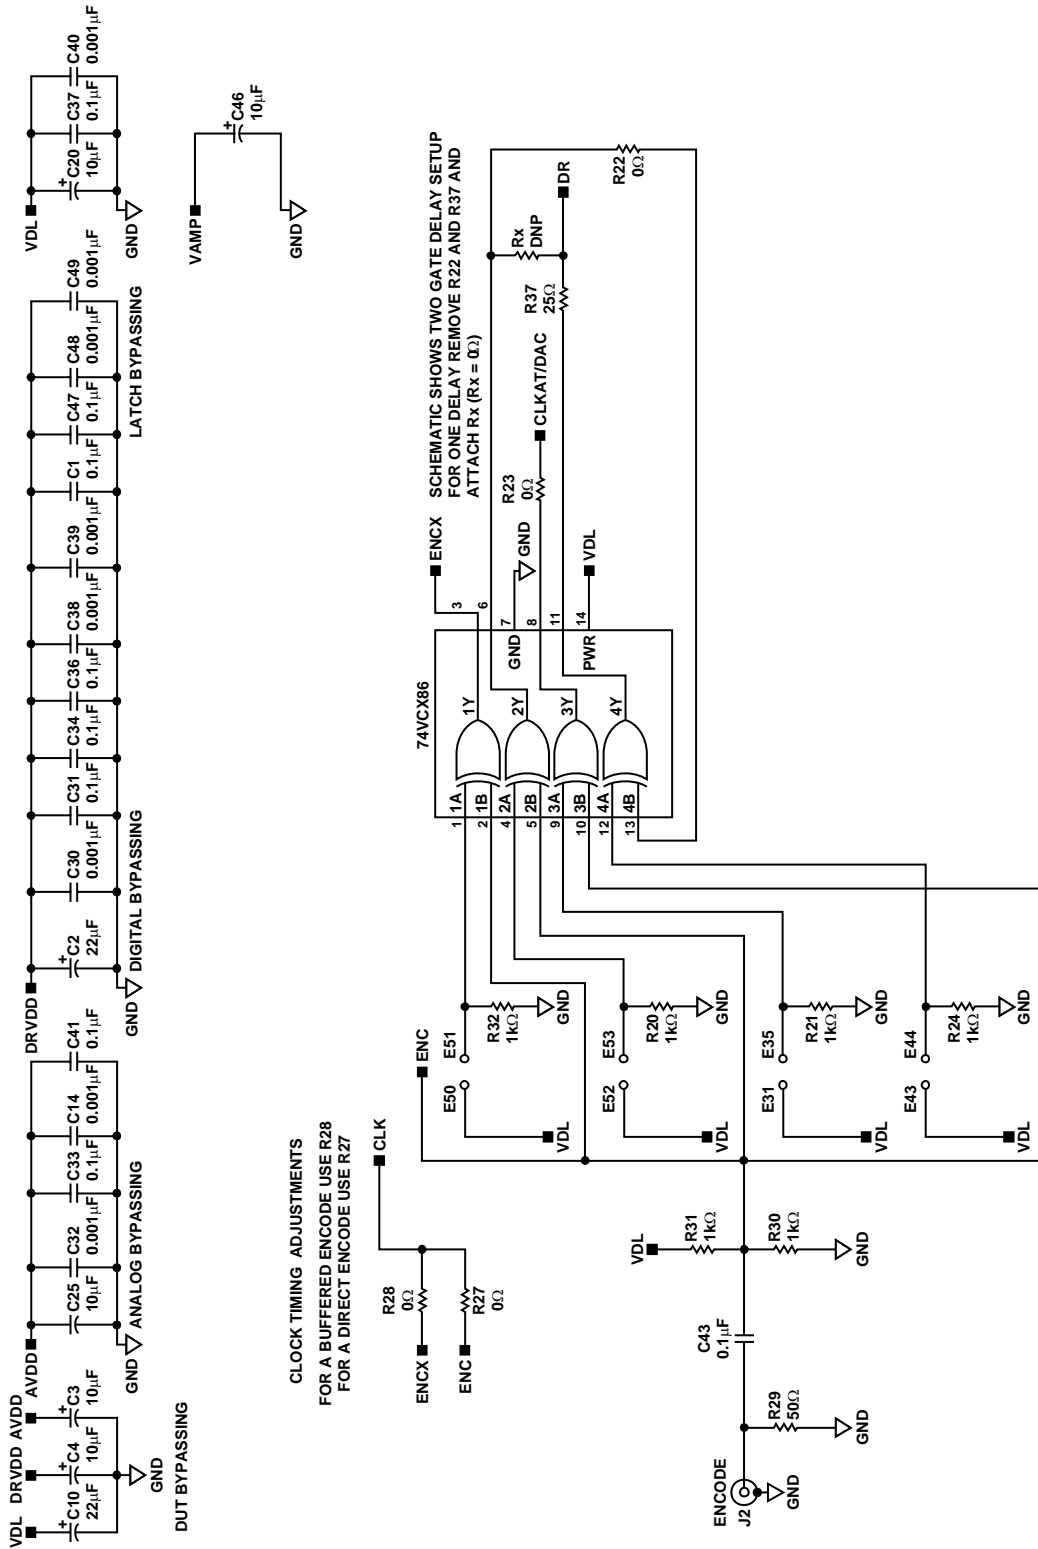 VDL
C10
22µF
DRVDD
C4
10µF
AVDD
C3
10µF
GND
DUT BYPASSING
AVDD
C25
10µF
C32
0.001µF
C33
0.1µF
C14
0.001µF
C41
0.1µF
GND
ANALOG BYPASSING
DRVDD
C2
22µF
C30
0.001µF
C31
0.1µF
C34
0.1µF
C36
0.1µF
C38
0.001µF
C39
0.001µF
C1
0.1µF
C47
0.1µF
C48
0.001µF
C49
0.001µF
GND
DIGITAL BYPASSING
LATCH BYPASSING
VDL
C20
10µF
C37
0.1µF
C40
0.001µF
GND
VAMP
C46
10µF
GND
CLOCK TIMING ADJUSTMENTS
FOR A BUFFERED ENCODE USE R28
FOR A DIRECT ENCODE USE R27
ENCX
R28
0Ω
CLK
ENC
R27
0Ω
SCHEMATIC SHOWS TWO GATE DELAY SETUP
FOR ONE DELAY REMOVE R22 AND R37 AND
ATTACH Rx (Rx = 0Ω)
ENC
E50
E51
R32
1kΩ
GND
VDL
E52
E53
R20
1kΩ
GND
VDL
E31
E35
R21
1kΩ
GND
VDL
E43
E44
R24
1kΩ
GND
VDL
74VCX86
1
1A
2
1B
4
2A
5
2B
9
3A
10
3B
12
4A
13
4B
1Y
2Y
3Y
4Y
GND
PWR
3
6
7
8
11
14
ENCX
GND
VDL
R23
0Ω
CLKAT/DAC
R37
25Ω
Rx
DNP
DR
R22
0Ω
ENCODE
J2
GND
R29
50Ω
GND
C43
0.1µF
VDL
R31
1kΩ
R30
1kΩ
GND